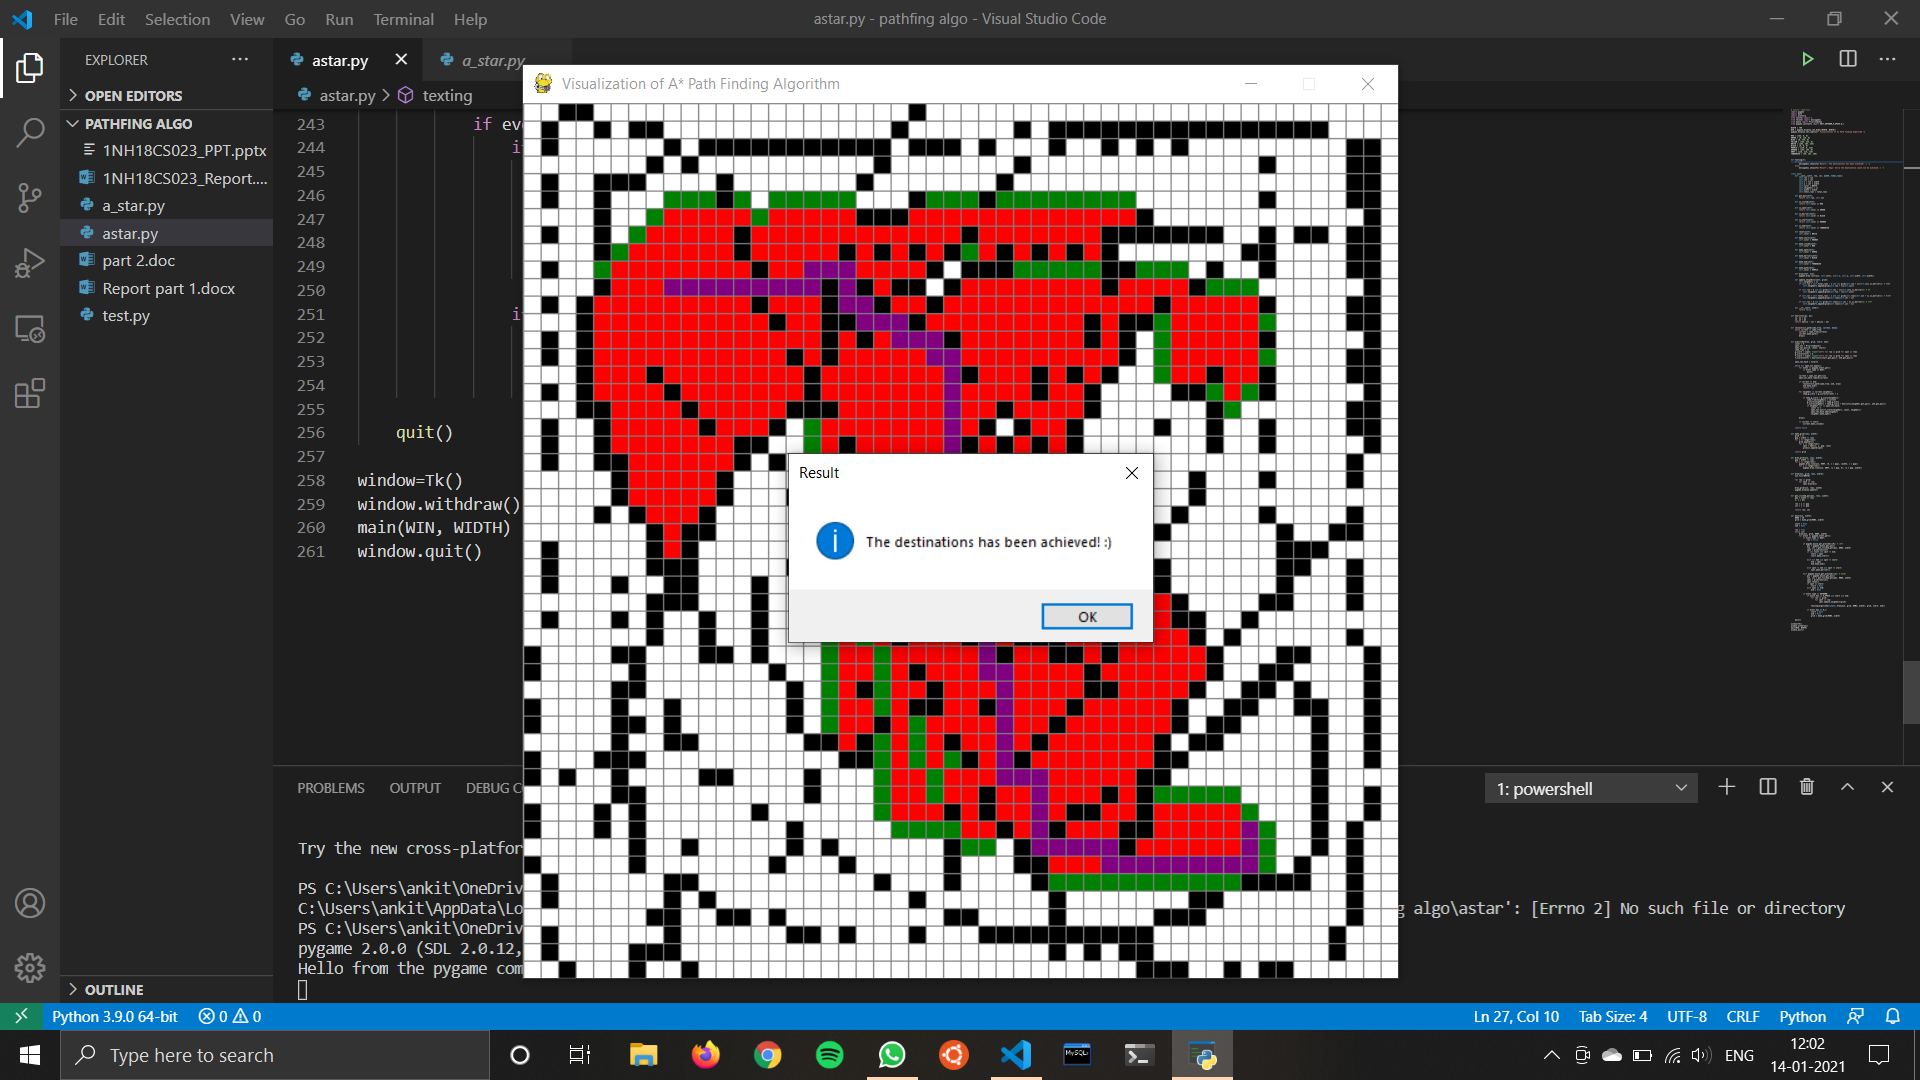 File Edit Selection View Go Run Terminal Help
astar.py - pathfing algo - Visual Studio Code
EXPLORER
OPEN EDITORS
PATHFING ALGO
1NH18CS023_PPT.pptx
1NH18CS023_Report....
a_star.py
astar.py
part 2.doc
Report part 1.docx
test.py
OUTLINE
astar.py
a_star.py
astar.py > texting
243 if eve
244
245
246
247
248
249
250
251
252
253
254
255
256 quit()
257
258 window=Tk()
259 window.withdraw()
260 main(WIN, WIDTH)
261 window.quit()
Visualization of A* Path Finding Algorithm
Result
The destinations has been achieved! :)
OK
PROBLEMS OUTPUT DEBUG C
1: powershell
Try the new cross-platfor
PS C:\Users\ankit\OneDriv
C:\Users\ankit\AppData\Lo
g algo\astar': [Errno 2] No such file or directory
PS C:\Users\ankit\OneDriv
pygame 2.0.0 (SDL 2.0.12,
Hello from the pygame com
Python 3.9.0 64-bit 0 0
Ln 27, Col 10 Tab Size: 4 UTF-8 CRLF Python
Type here to search
MySQL
ENG
12:02
14-01-2021